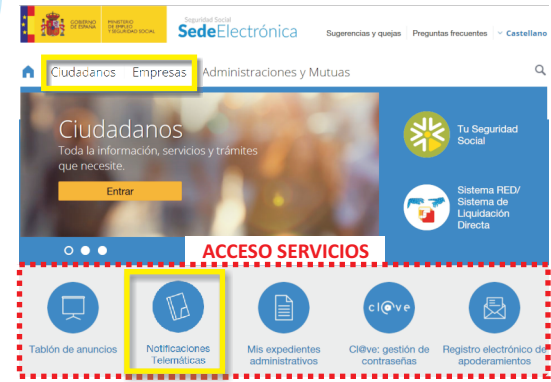 GOBIERNO
DE ESPAÑA
MINISTERIO
DE EMPLEO
Y SEGURIDAD SOCIAL
Seguridad Social
SedeElectrónica
Sugerencias y quejas
Preguntas frecuentes
Castellano
Ciudadanos Empresas Administraciones y Mutuas
Ciudadanos
Toda la información, servicios y trámites
que necesite.
Entrar
Tu Seguridad
Social
Sistema RED/
Sistema de
Liquidación
Directa
ACCESO SERVICIOS
cl@ve
Tablón de anuncios
Notificaciones
Telemáticas
Mis expedientes
administrativos
Cl@ve: gestión de
contraseñas
Registro electrónico de
apoderamientos